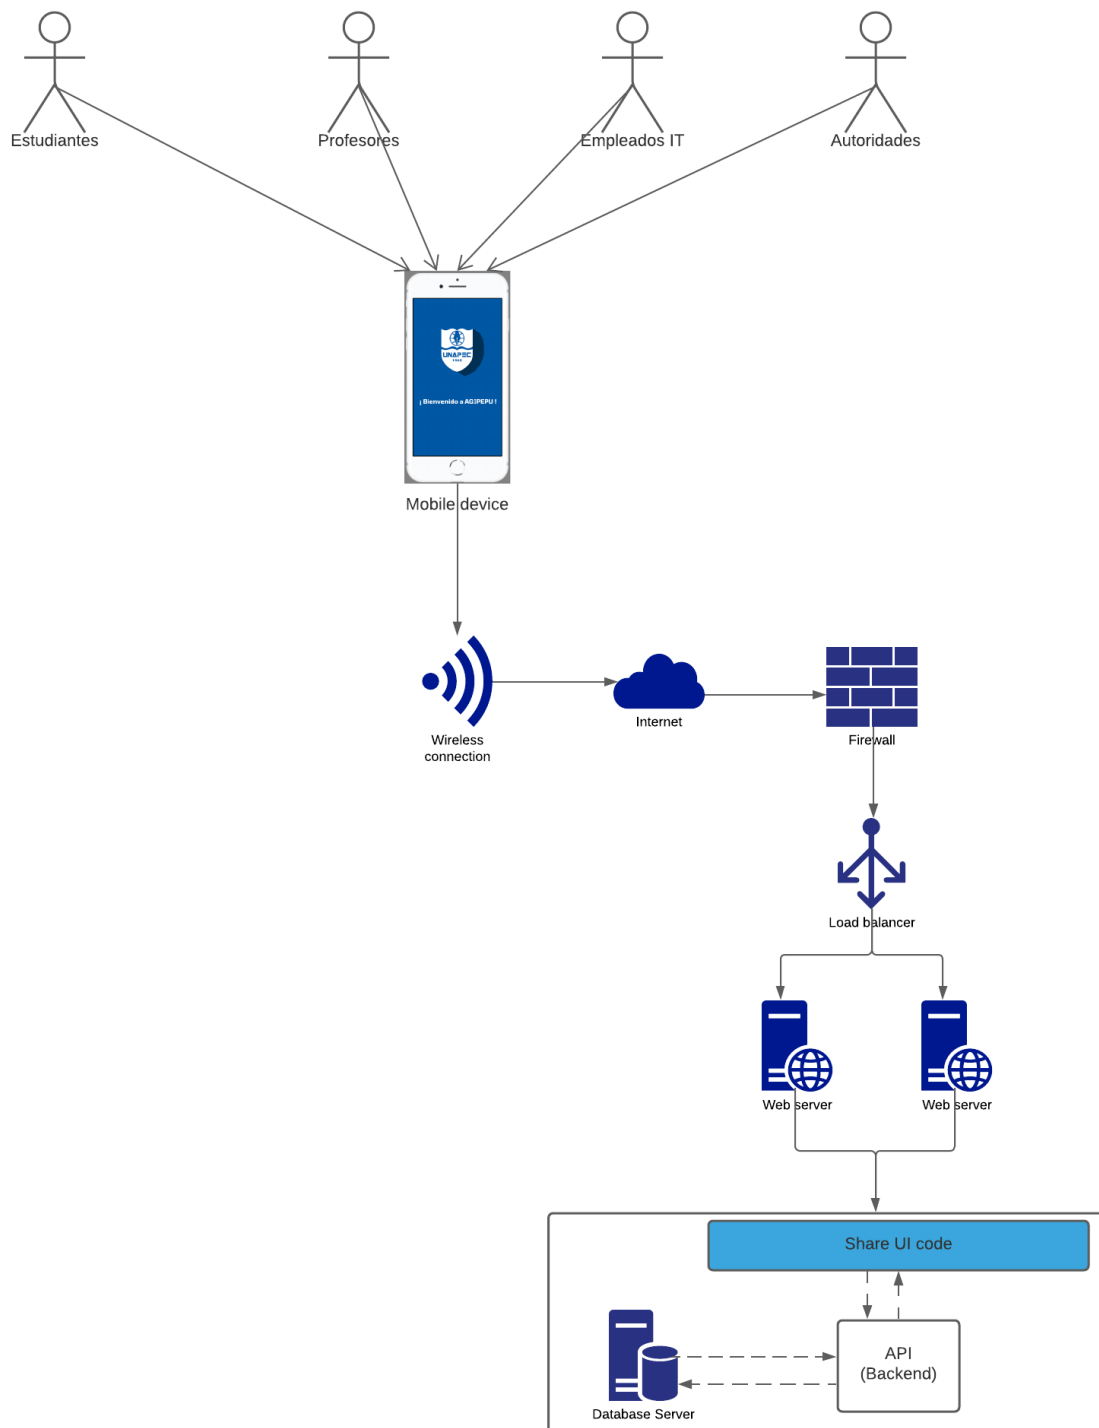 Estudiantes
Profesores
Empleados IT
Autoridades
UNAPEC
¡ Bienvenido a AGIPEPU !
Mobile device
Wireless
connection
Internet
Firewall
Load balancer
Web server
Web server
Share UI code
API
(Backend)
Database Server